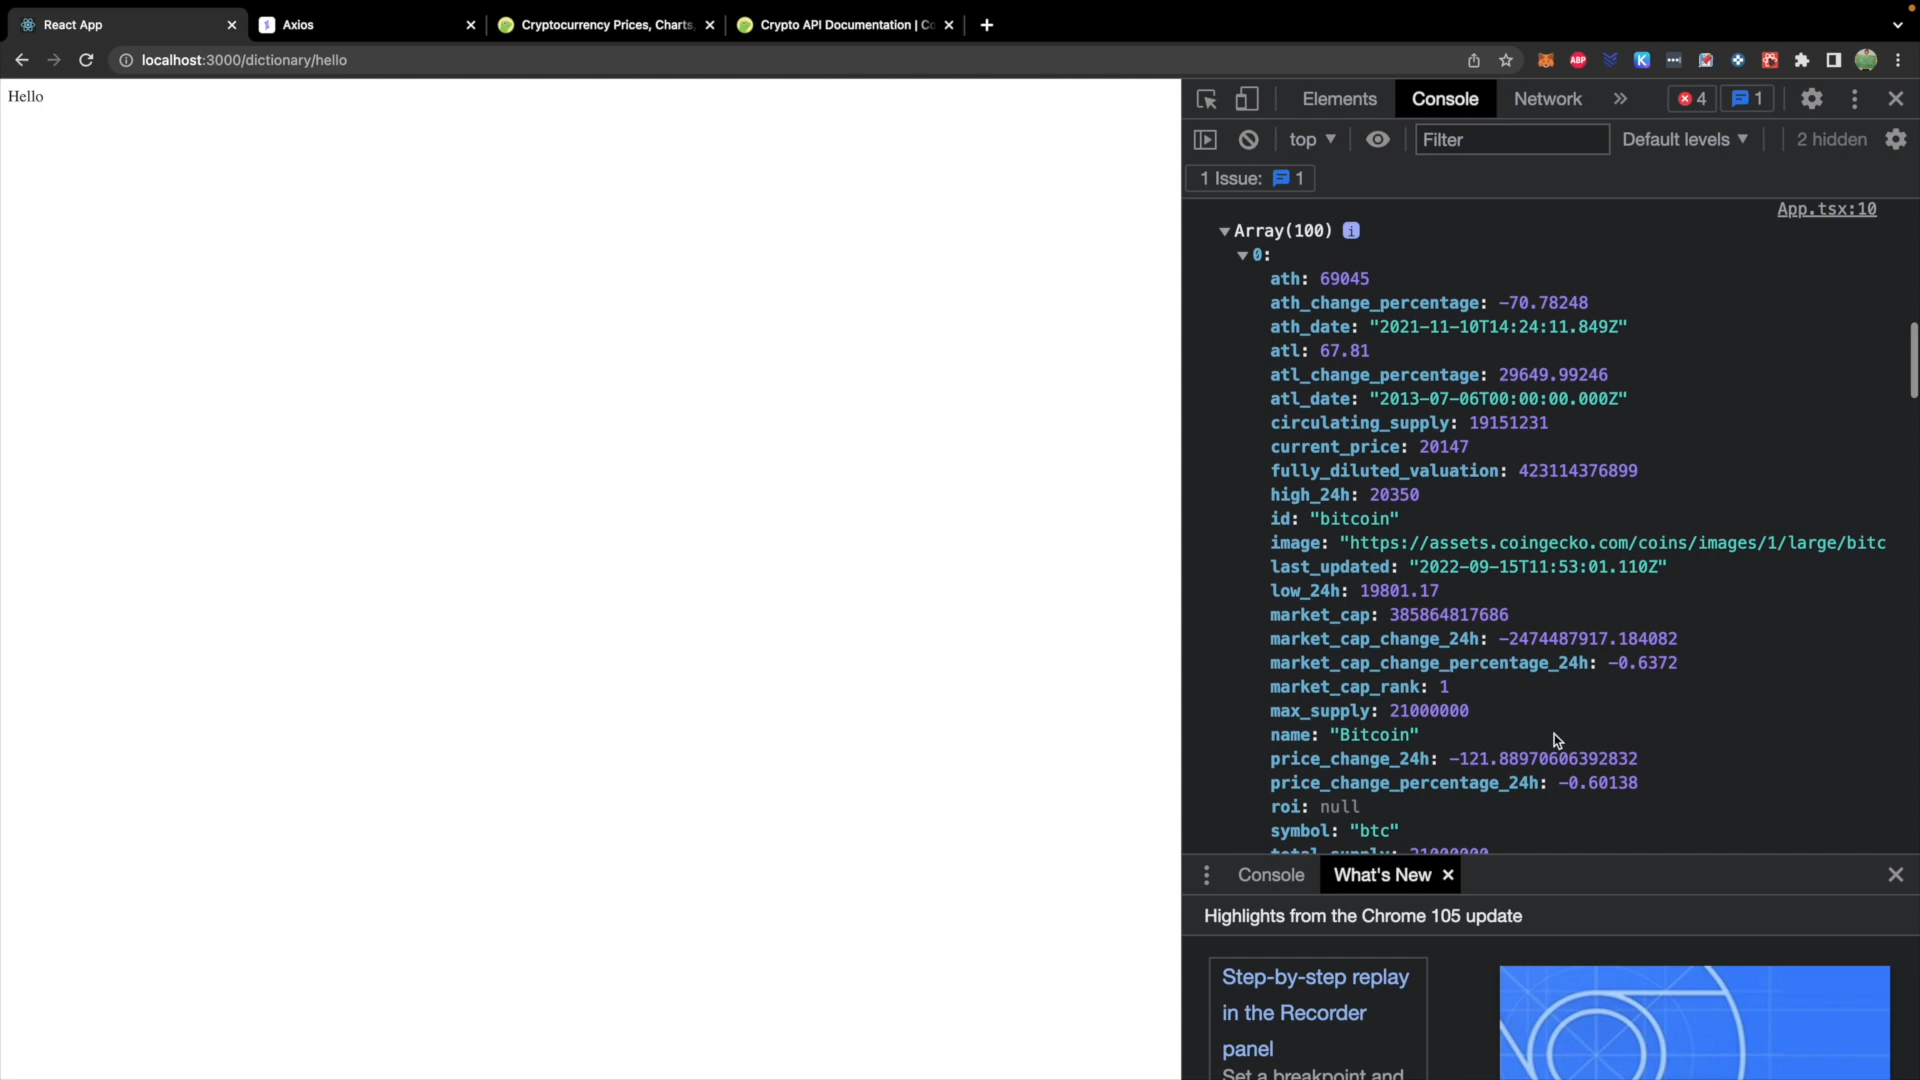 React App
Axios
Cryptocurrency Prices, Charts,
Crypto API Documentation | Co
localhost:3000/dictionary/hello
ABP
K
Hello
Elements
Console
Network
4
1
top
Filter
Default levels
2 hidden
1 Issue: 1
App.tsx:10
Array(100) i
0:
ath: 69045
ath_change_percentage: -70.78248
ath_date: "2021-11-10T14:24:11.849Z"
atl: 67.81
atl_change_percentage: 29649.99246
atl_date: "2013-07-06T00:00:00.000Z"
circulating_supply: 19151231
current_price: 20147
fully_diluted_valuation: 423114376899
high_24h: 20350
id: "bitcoin"
image: "https://assets.coingecko.com/coins/images/1/large/bitc
last_updated: "2022-09-15T11:53:01.110Z"
low_24h: 19801.17
market_cap: 385864817686
market_cap_change_24h: -2474487917.184082
market_cap_change_percentage_24h: -0.6372
market_cap_rank: 1
max_supply: 21000000
name: "Bitcoin"
price_change_24h: -121.88970606392832
price_change_percentage_24h: -0.60138
roi: null
symbol: "btc"
total_supply: 21000000
Console
What's New
Highlights from the Chrome 105 update
Step-by-step replay
in the Recorder
panel
Set a breakpoint and